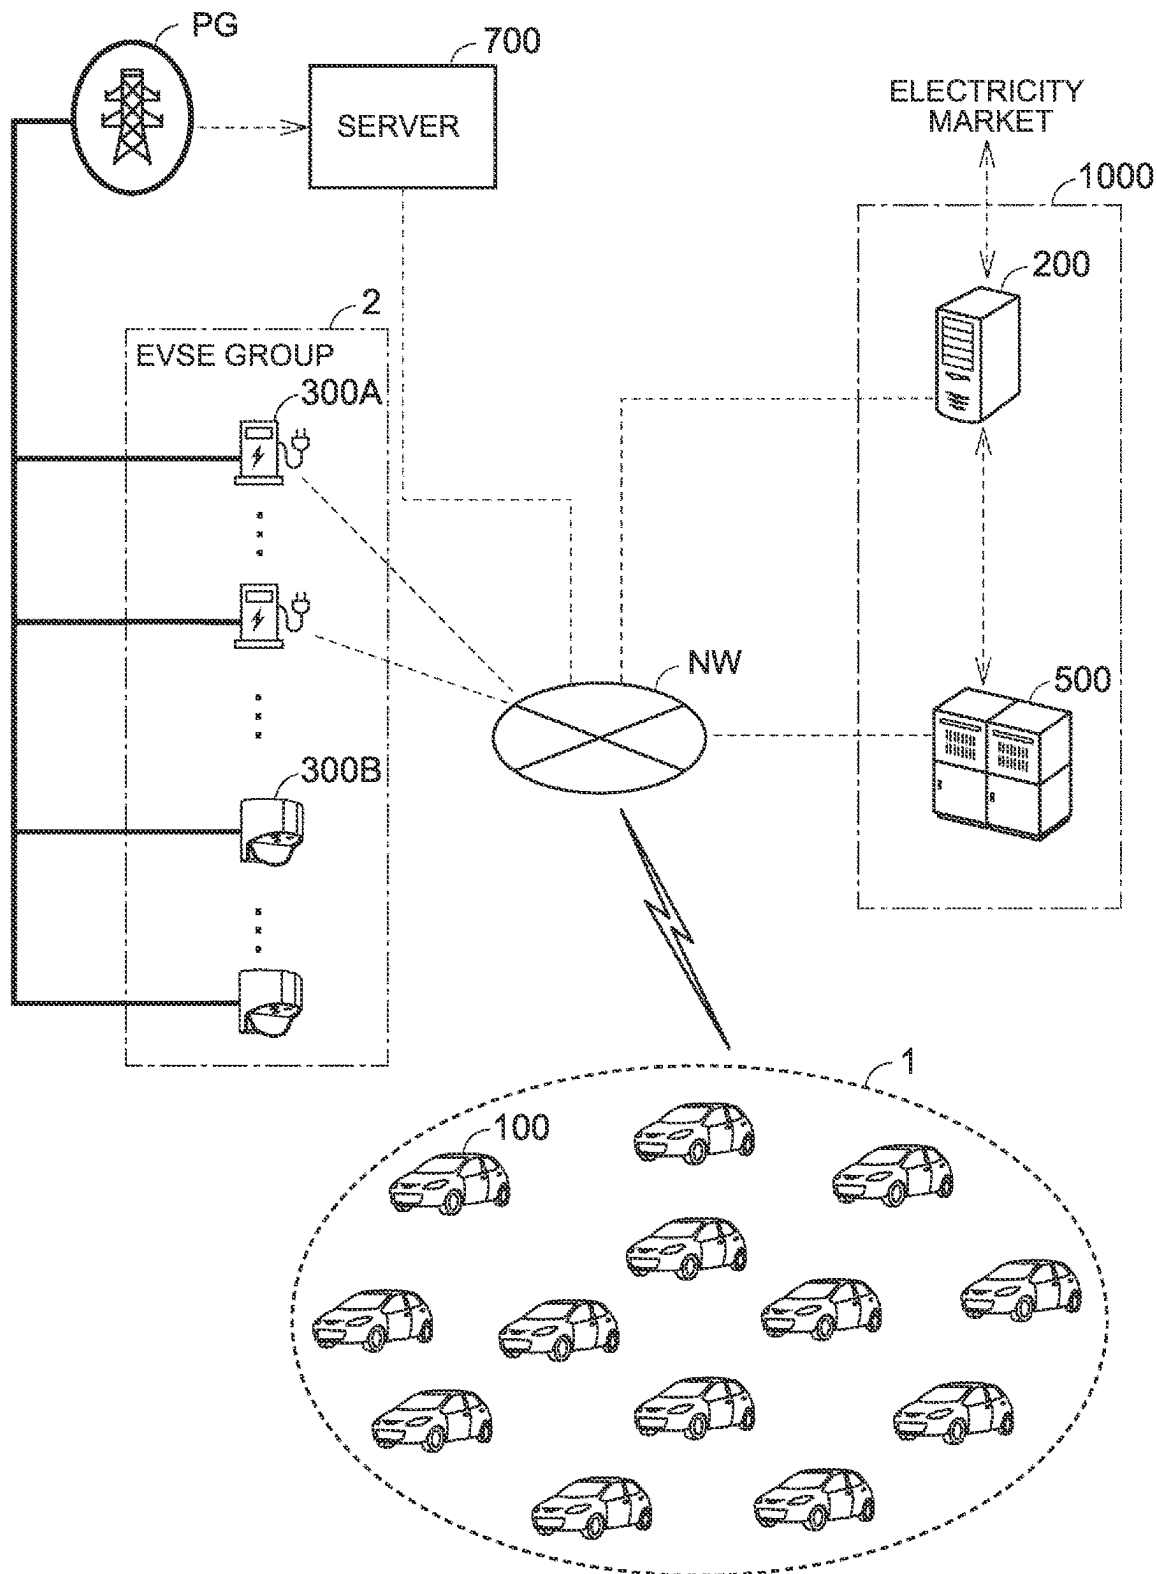 PG
700
SERVER
ELECTRICITY
MARKET
1000
200
2
EVSE GROUP
300A
NW
500
300B
1
100